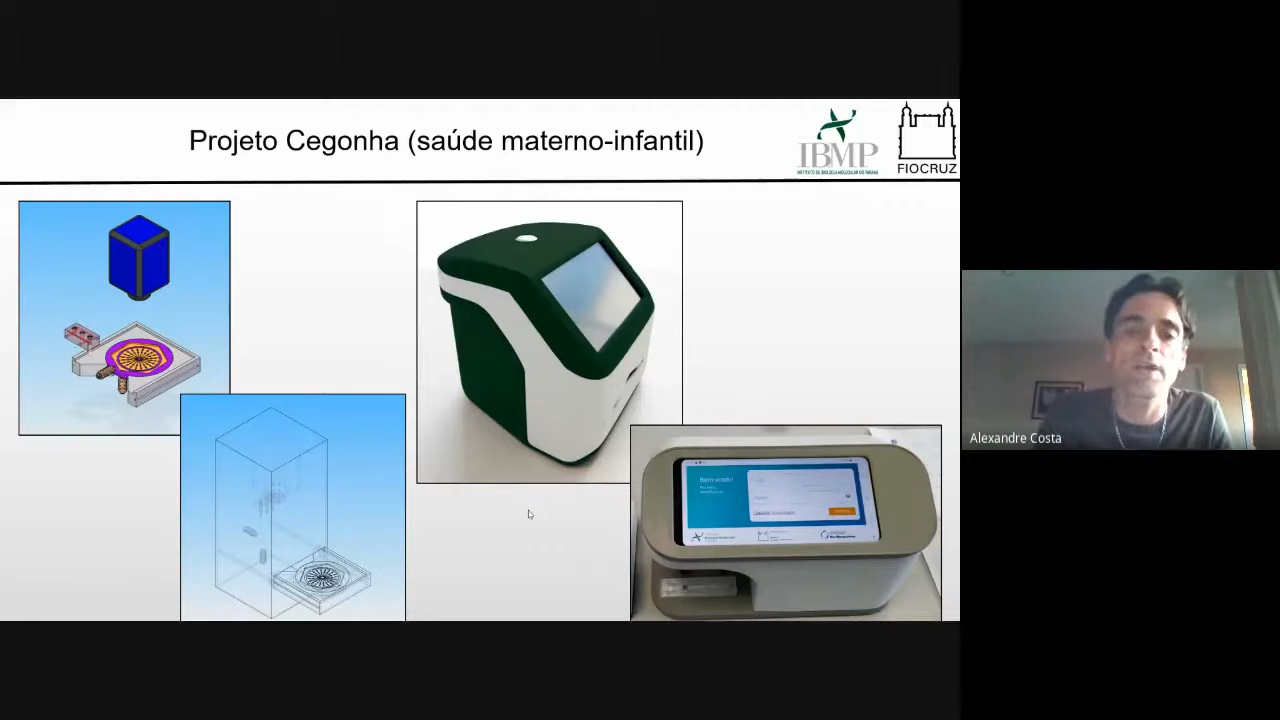 Projeto Cegonha (saúde materno-infantil)
IBMP
INSTITUTO DE BIOLOGIA MOLECULAR DO PARANÁ
FIOCRUZ
Bem-vindo!
Alexandre Costa